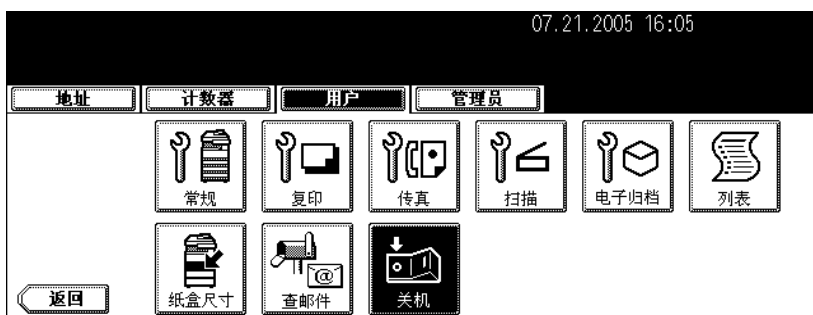 07.21.2005 16:05
地址 计数器 用户 管理员
常规 复印 传真 扫描 电子归档 列表
纸盒尺寸 查邮件 关机
返回